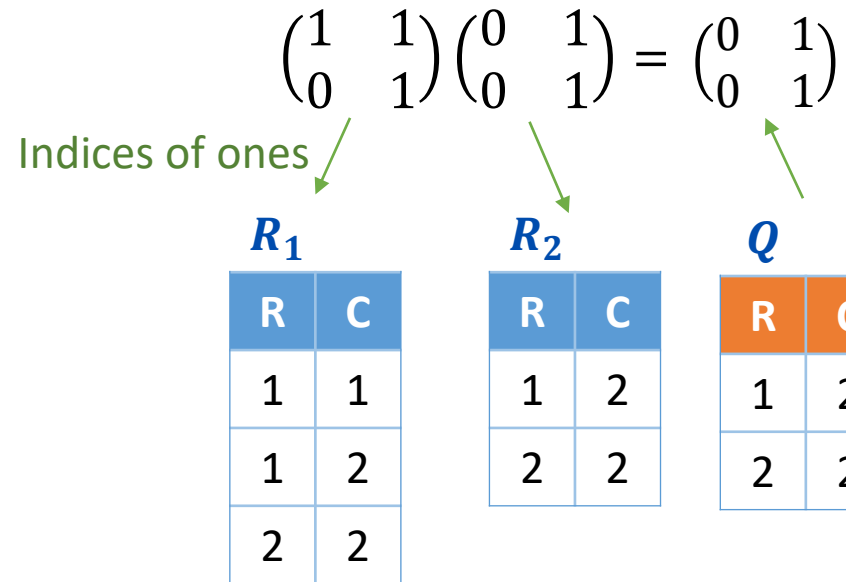 (1 1
0 1) (0 1
0 1) = (0 1
0 1)
Indices of ones
R₁ R₂ Q
R C R C R
1 1 1 2 1
1 2 2 2 2
2 2